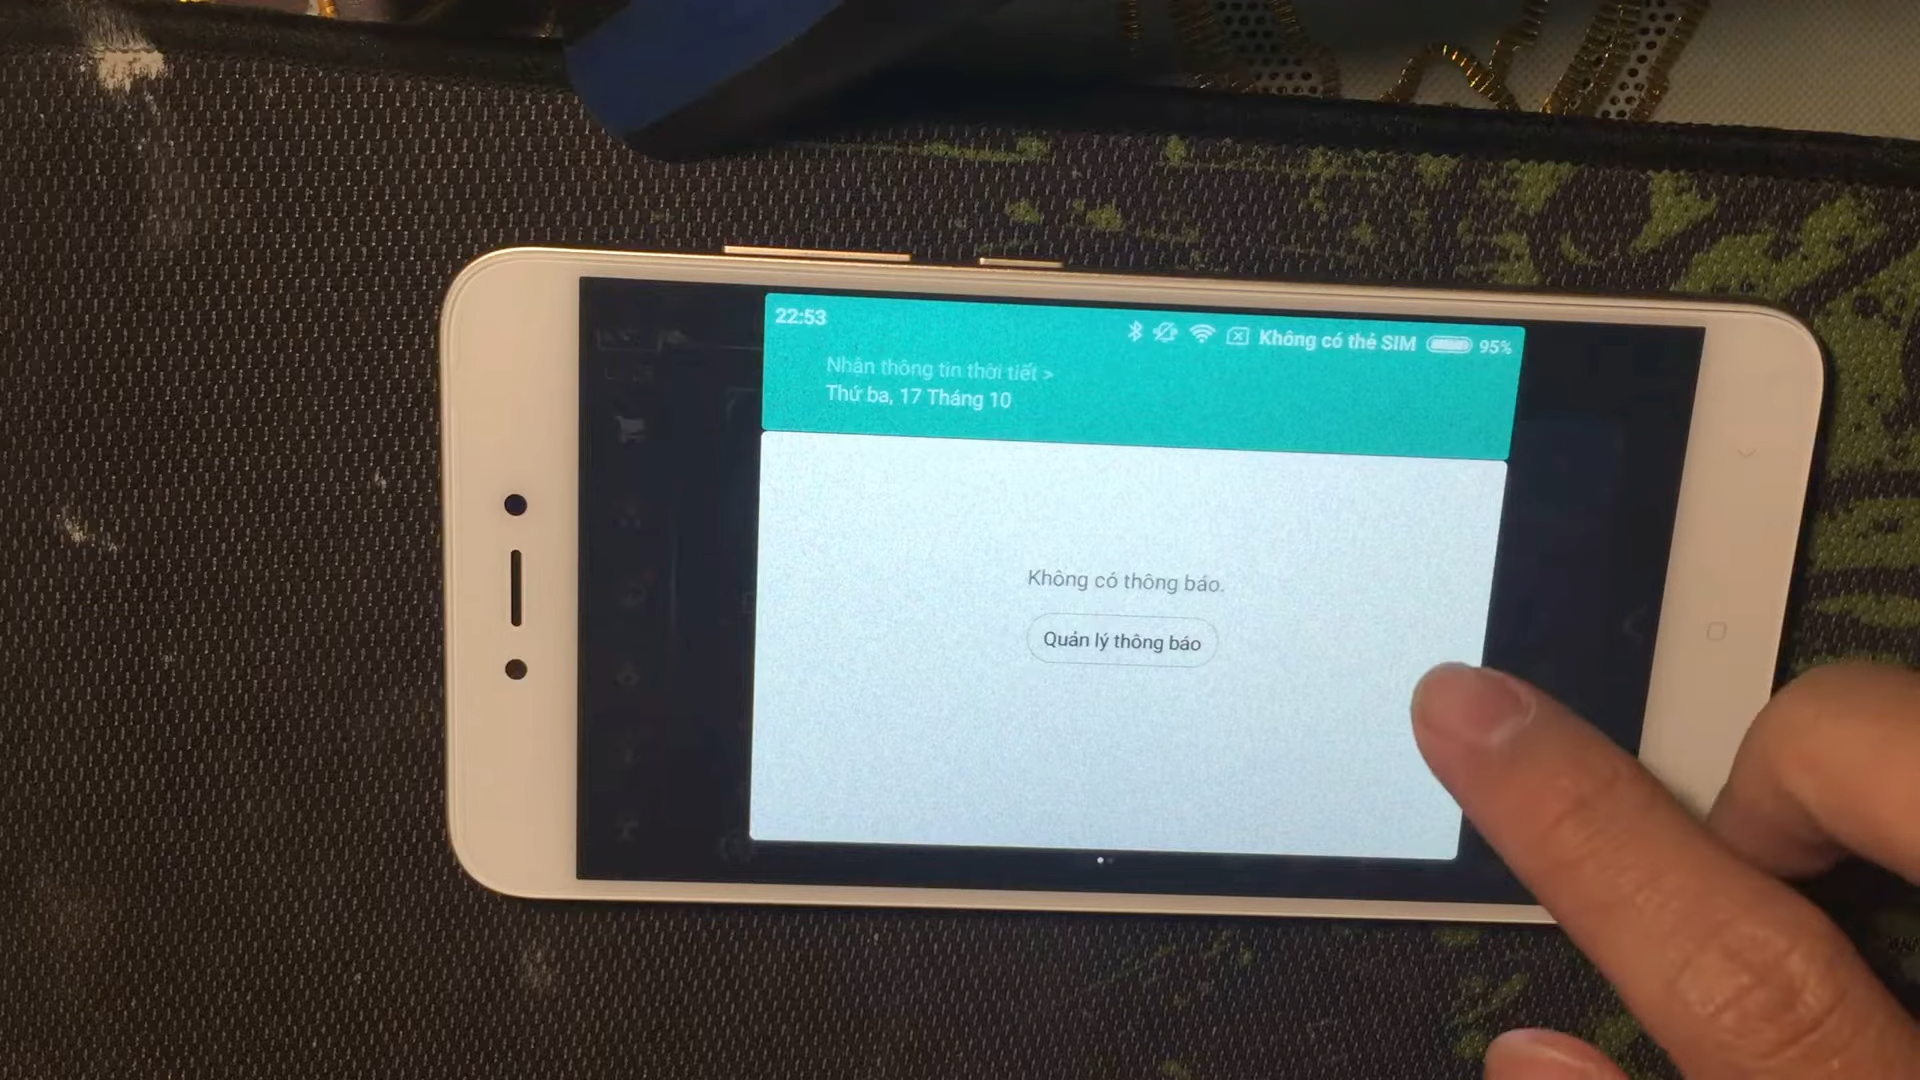 22:53
Không có thẻ SIM 95%
Nhận thông tin thời tiết >
Thứ ba, 17 Tháng 10
Không có thông báo.
Quản lý thông báo